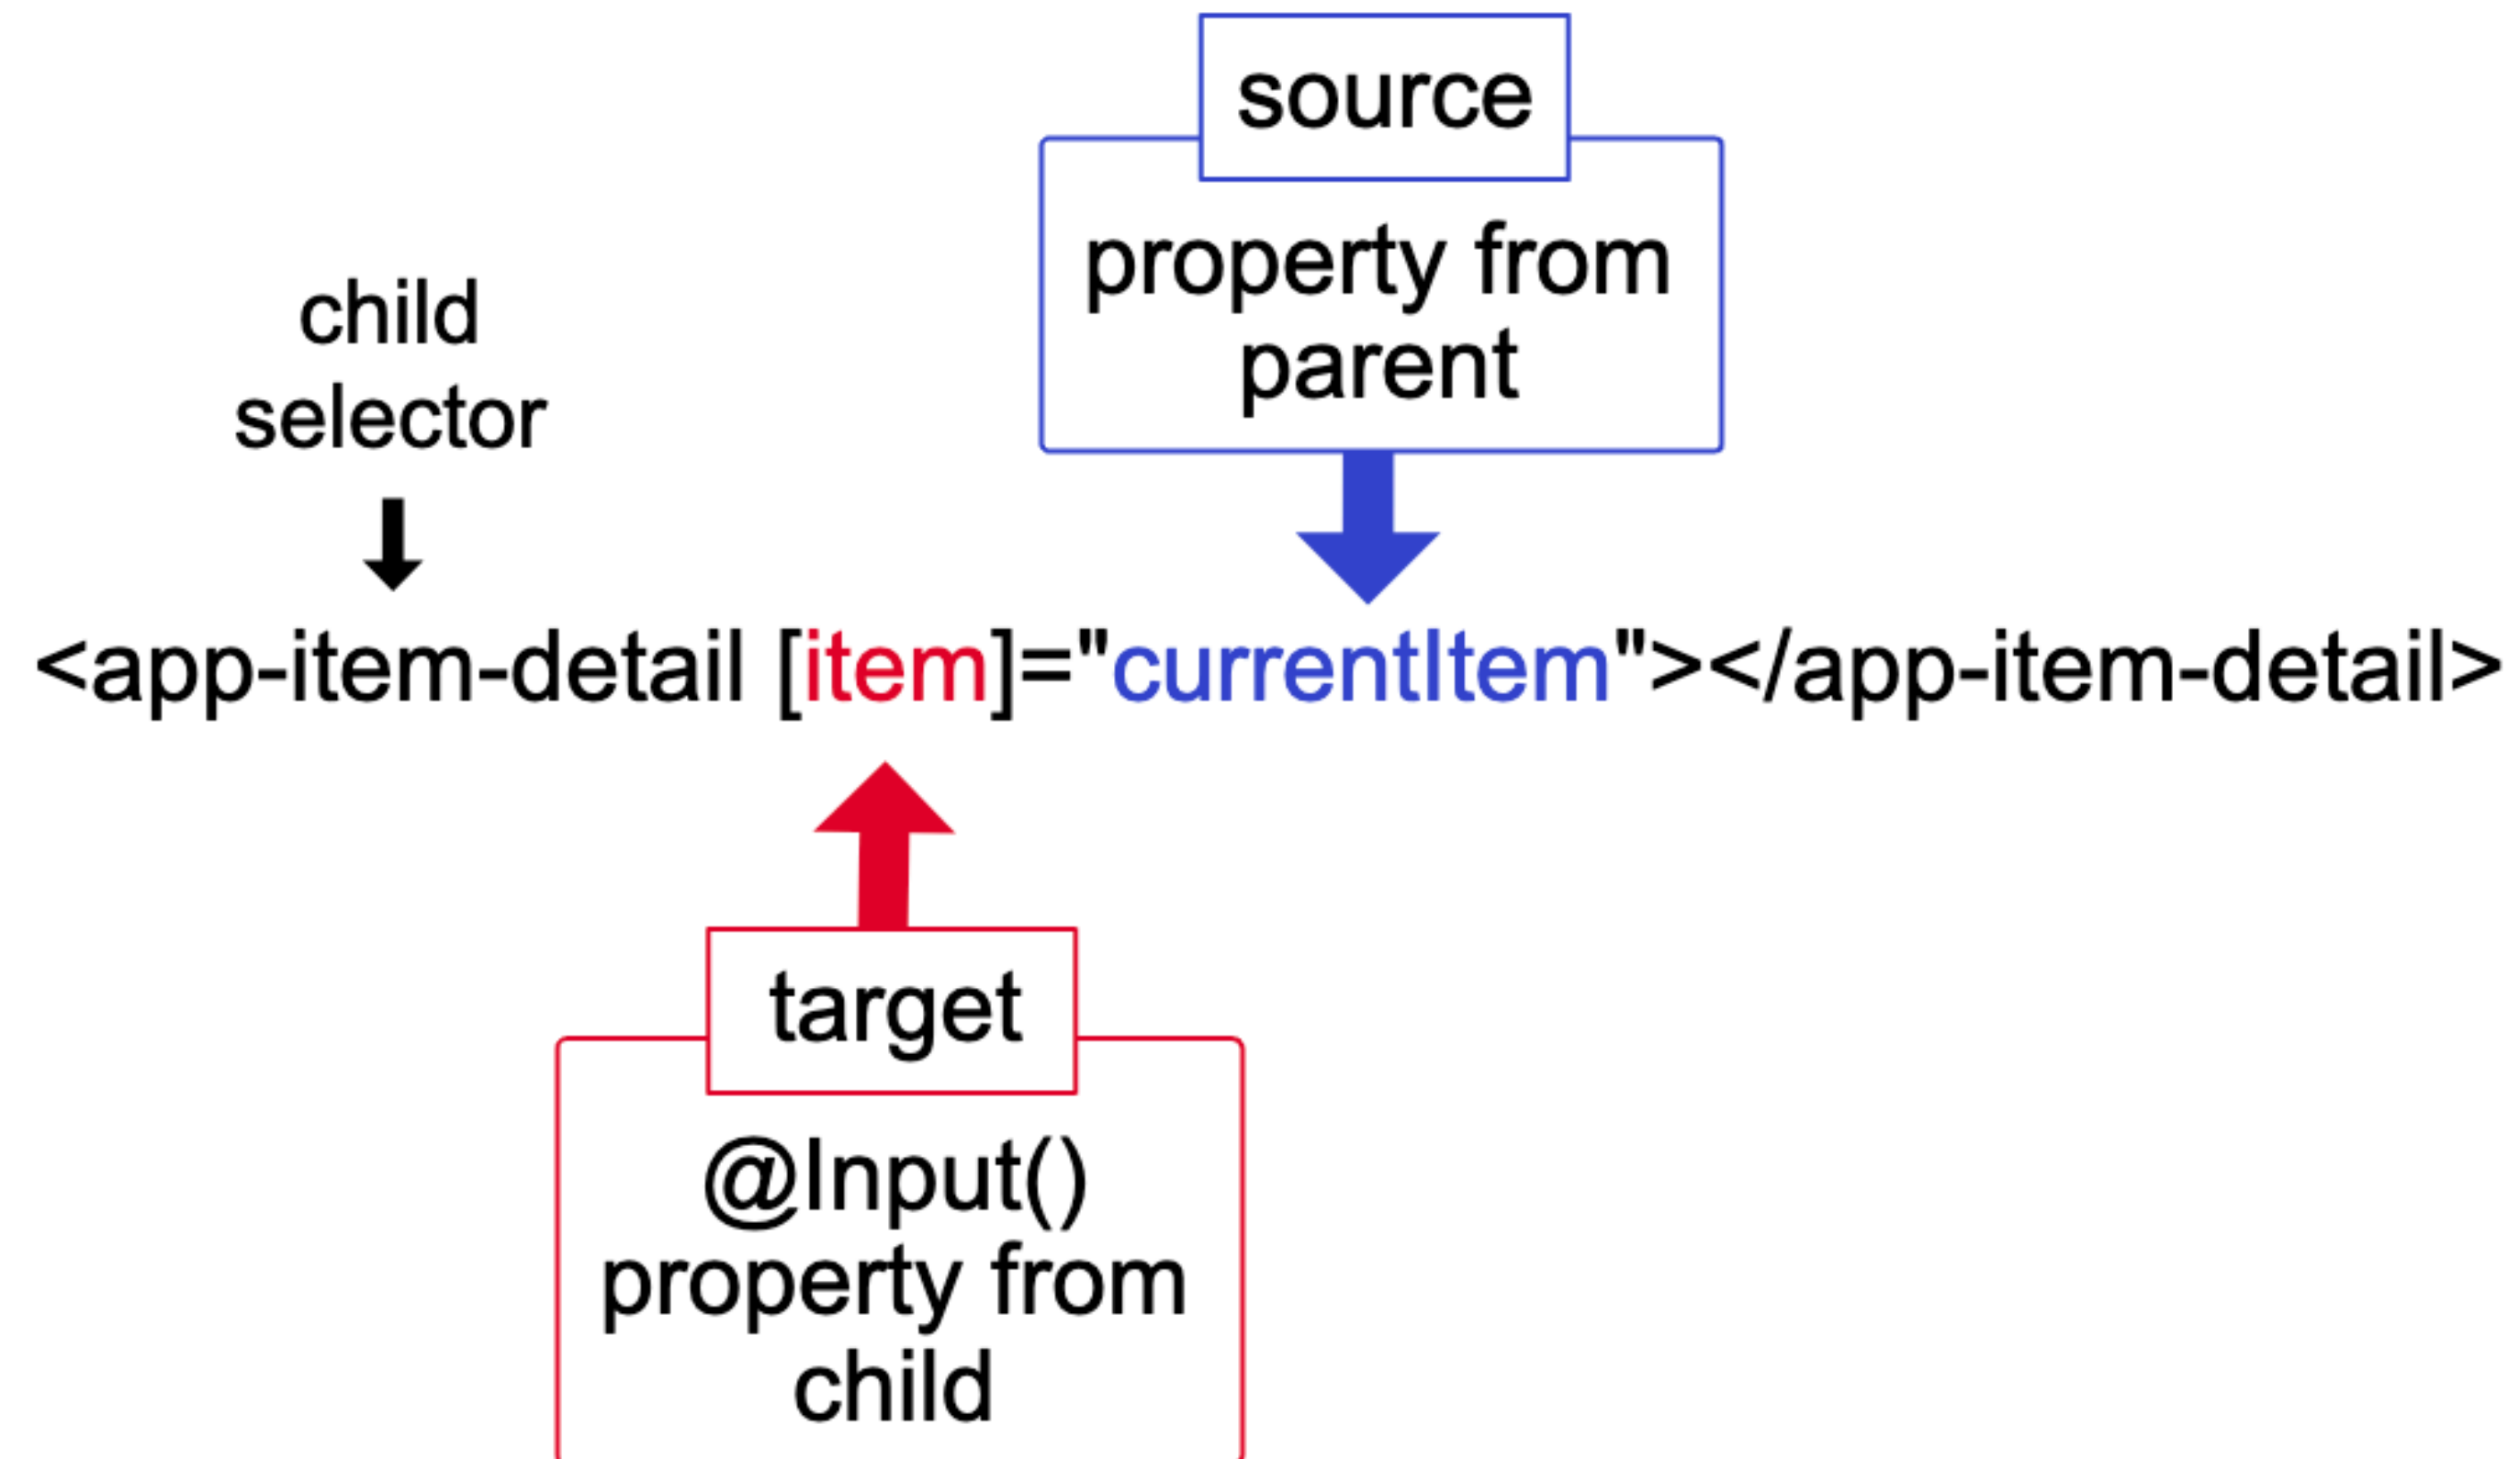 source
property from
parent
child
selector
<app-item-detail [item]="currentItem"></app-item-detail>
target
@Input()
property from
child